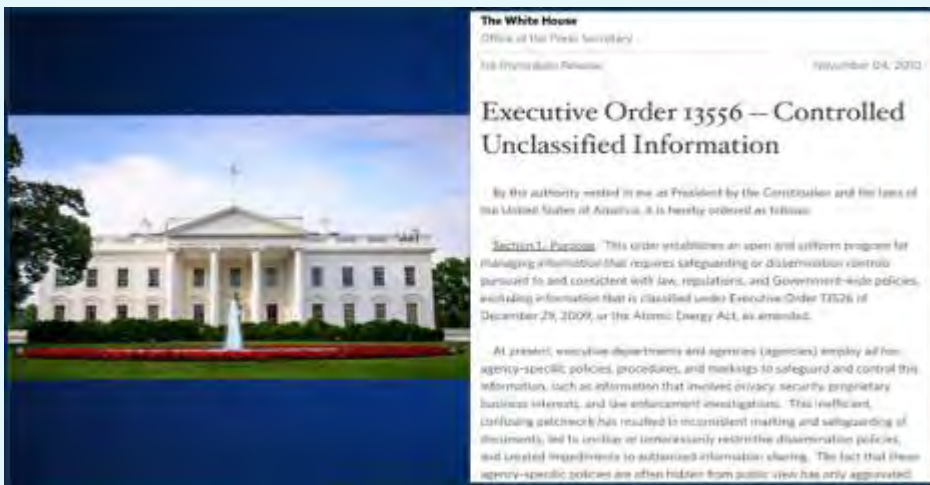 The White House
Office of the Press Secretary
For Immediate Release
November 04, 2010
Executive Order 13556 -- Controlled
Unclassified Information
By the authority vested in me as President by the Constitution and the laws of
the United States of America, it is hereby ordered as follows:
Section 1. Purpose. This order establishes an open and uniform program for
managing information that requires safeguarding or dissemination controls
pursuant to and consistent with law, regulations, and Government-wide policies,
excluding information that is classified under Executive Order 13526 of
December 29, 2009, or the Atomic Energy Act, as amended.
At present, executive departments and agencies (agencies) employ ad hoc,
agency-specific policies, procedures, and markings to safeguard and control this
information, such as information that involves privacy, security, proprietary
business interests, and law enforcement investigations. This inefficient,
confusing patchwork has resulted in inconsistent marking and safeguarding of
documents, led to unclear or unnecessarily restrictive dissemination policies,
and created impediments to authorized information sharing. The fact that these
agency-specific policies are often hidden from public view has only aggravated